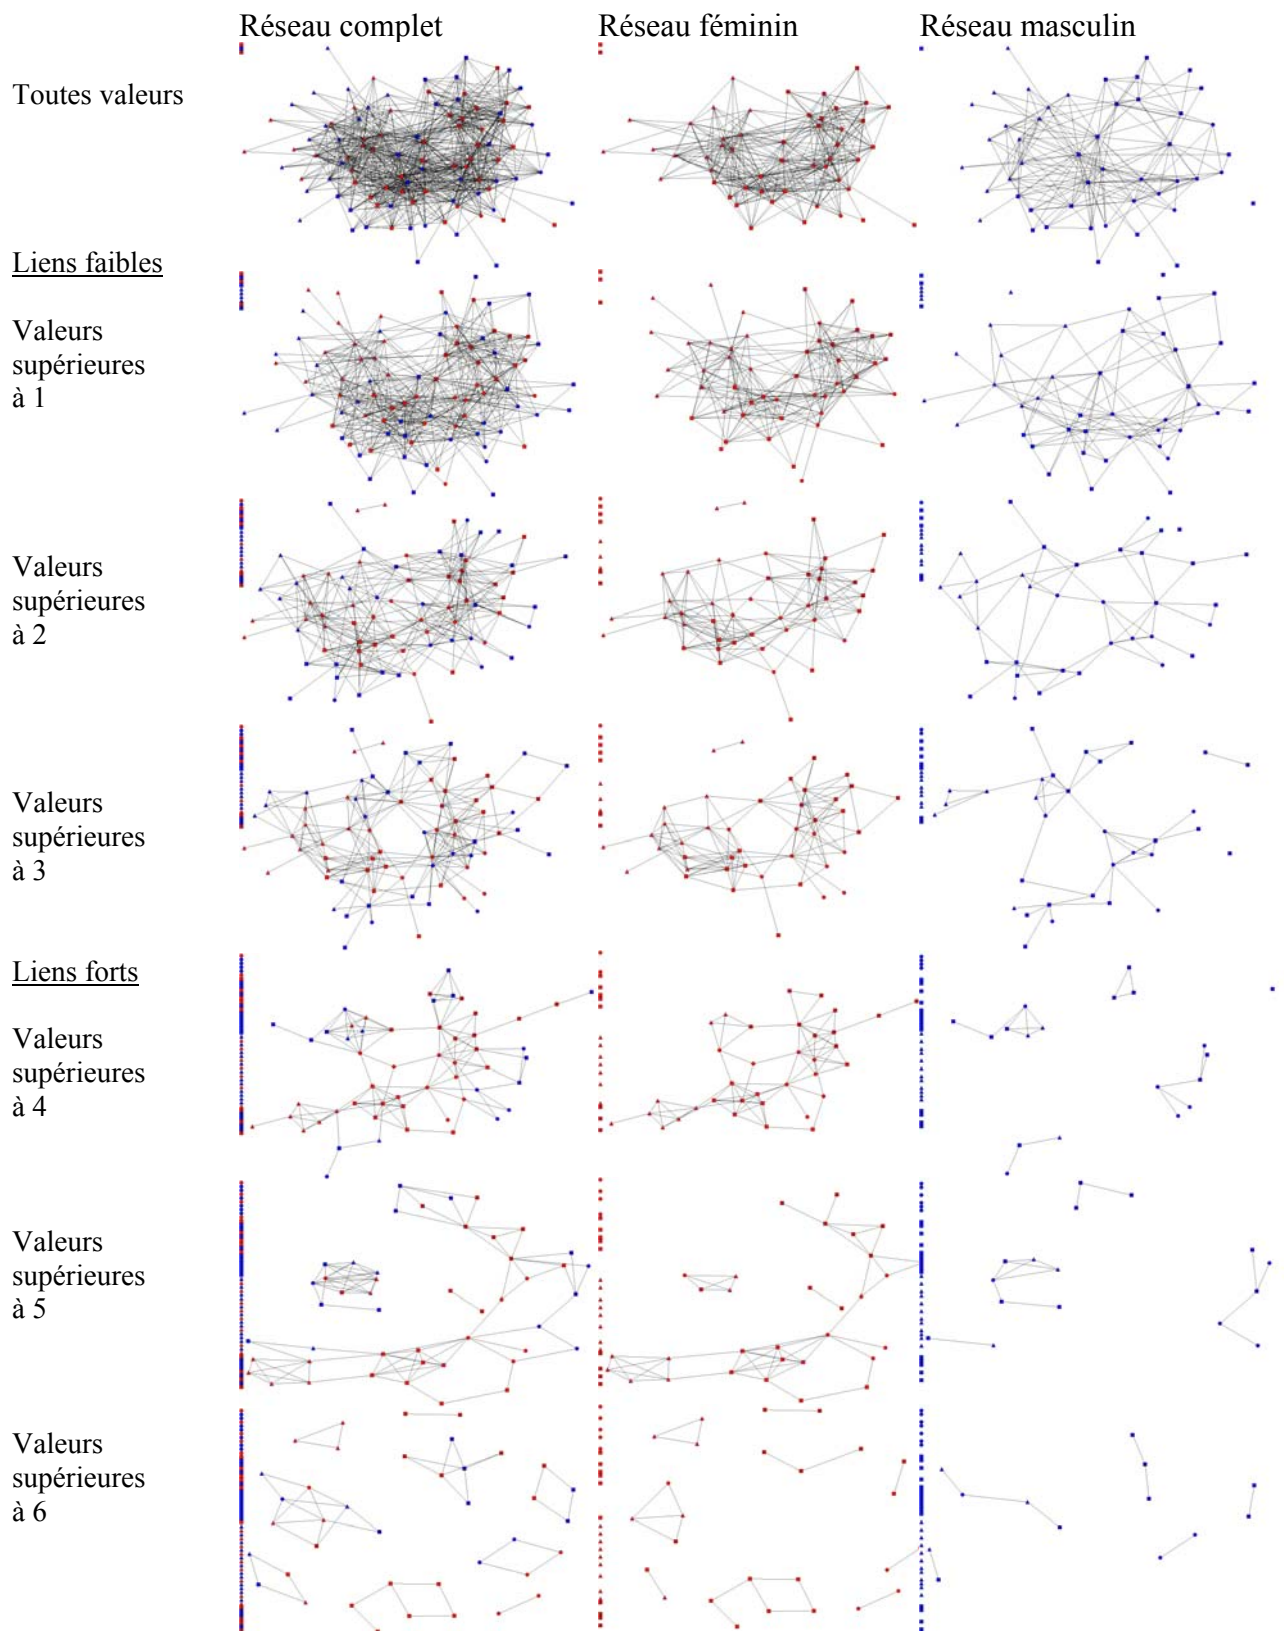 Réseau complet Réseau féminin Réseau masculin
Toutes valeurs
Liens faibles
Valeurs
supérieures
à 1
Valeurs
supérieures
à 2
Valeurs
supérieures
à 3
Liens forts
Valeurs
supérieures
à 4
Valeurs
supérieures
à 5
Valeurs
supérieures
à 6